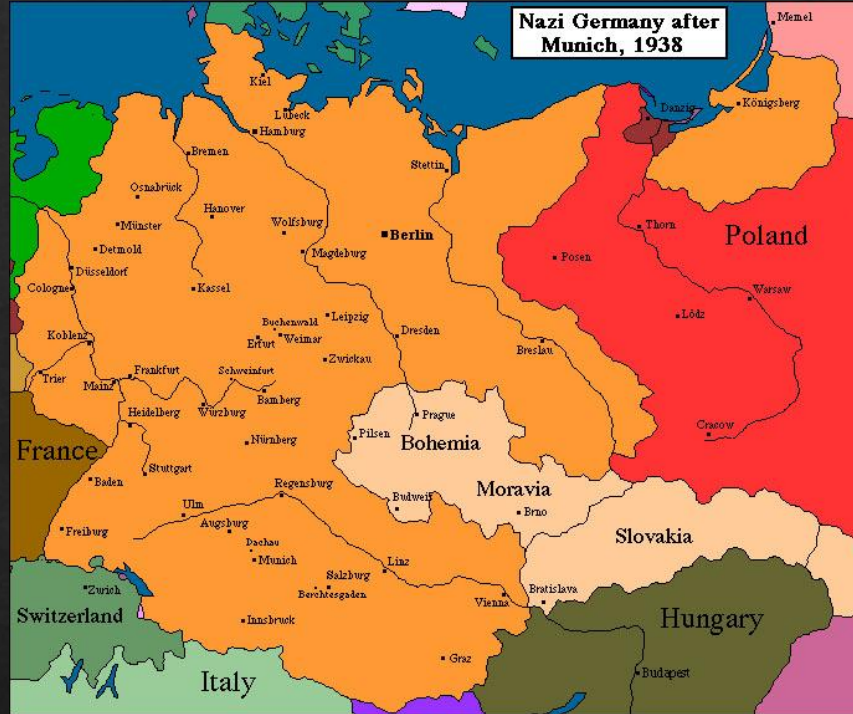 Nazi Germany after
Munich, 1938
Memel
Kiel
Lübeck
Hamburg
Danzig
Königsberg
Bremen
Stettin
Osnabrück
Hanover
Wolfsburg
Berlin
Münster
Thorn
Poland
Detmold
Magdeburg
Posen
Düsseldorf
Cologne
Kassel
Warsaw
Lódz
Leipzig
Buchenwald
Weimar
Erfurt
Dresden
Koblenz
Breslau
Zwickau
Trier
Frankfurt
Mainz
Schweinfurt
Bamberg
Würzburg
Heidelberg
Prague
Pilsen
Bohemia
Cracow
France
Nürnberg
Stuttgart
Baden
Regensburg
Moravia
Ulm
Budweis
Brno
Augsburg
Freiburg
Slovakia
Dachau
Munich
Linz
Zurich
Salzburg
Berchtesgaden
Vienna
Bratislava
Switzerland
Innsbruck
Hungary
Graz
Italy
Budapest